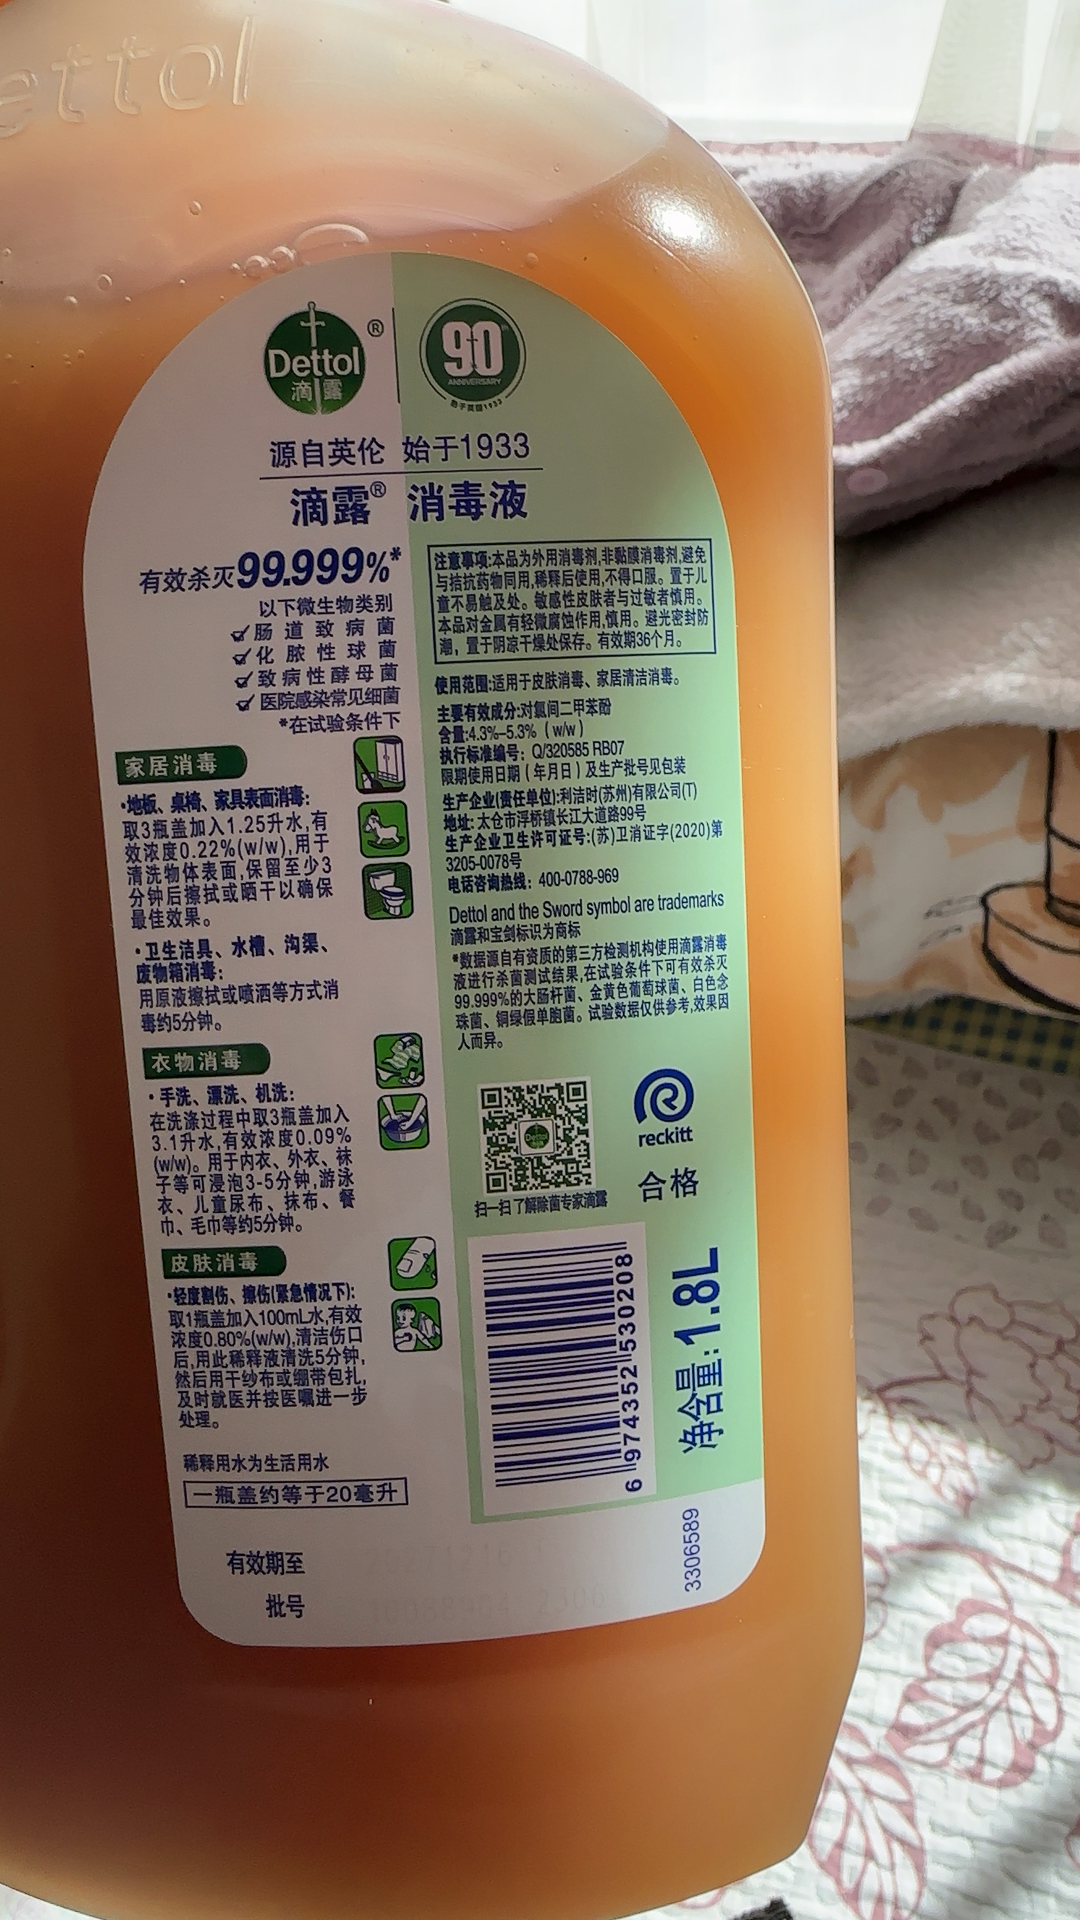 ettol
Dettol
滴露
®
90
ANNIVERSARY
源自英伦 始于1933
滴露® 消毒液
有效杀灭99.999%*
以下微生物类别
肠道致病菌
化脓性球菌
致病性酵母菌
医院感染常见细菌
*在试验条件下
家居消毒
·地板、桌椅、家具表面消毒:
取3瓶盖加入1.25升水,有
效浓度0.22%(w/w),用于
清洗物体表面,保留至少3
分钟后擦拭或晒干以确保
最佳效果。
·卫生洁具、水槽、沟渠、
废物箱消毒:
用原液擦拭或喷洒等方式消
毒约5分钟。
衣物消毒
·手洗、漂洗、机洗:
在洗涤过程中取3瓶盖加入
3.1升水,有效浓度0.09%
(w/w)。用于内衣、外衣、袜
子等可浸泡3-5分钟,游泳
衣、儿童尿布、抹布、餐
巾、毛巾等约5分钟。
皮肤消毒
·轻度割伤、擦伤(紧急情况下):
取1瓶盖加入100mL水,有效
浓度0.80%(w/w),清洁伤口
后,用此稀释液清洗5分钟,
然后用干纱布或绷带包扎,
及时就医并按医嘱进一步
处理。
稀释用水为生活用水
一瓶盖约等于20毫升
有效期至
批号
注意事项:本品为外用消毒剂,非黏膜消毒剂,避免
与拮抗药物同用,稀释后使用,不得口服。置于儿
童不易触及处。敏感性皮肤者与过敏者慎用。
本品对金属有轻微腐蚀作用,慎用。避光密封防
潮，置于阴凉干燥处保存。有效期36个月。
使用范围:适用于皮肤消毒、家居清洁消毒。
主要有效成分:对氯间二甲苯酚
含量:4.3%–5.3%（w/w）
执行标准编号：Q/320585 RB07
限期使用日期（年月日）及生产批号见包装
生产企业(责任单位):利洁时(苏州)有限公司(T)
地址: 太仓市浮桥镇长江大道路99号
生产企业卫生许可证号:(苏)卫消证字(2020)第
3205-0078号
电话咨询热线：400-0788-969
Dettol and the Sword symbol are trademarks
滴露和宝剑标识为商标
*数据源自有资质的第三方检测机构使用滴露消毒
液进行杀菌测试结果,在试验条件下可有效杀灭
99.999%的大肠杆菌、金黄色葡萄球菌、白色念
珠菌、铜绿假单胞菌。试验数据仅供参考,效果因
人而异。
reckitt
合格
扫一扫了解除菌专家滴露
6 974352 530208
净含量:1.8L
3306589